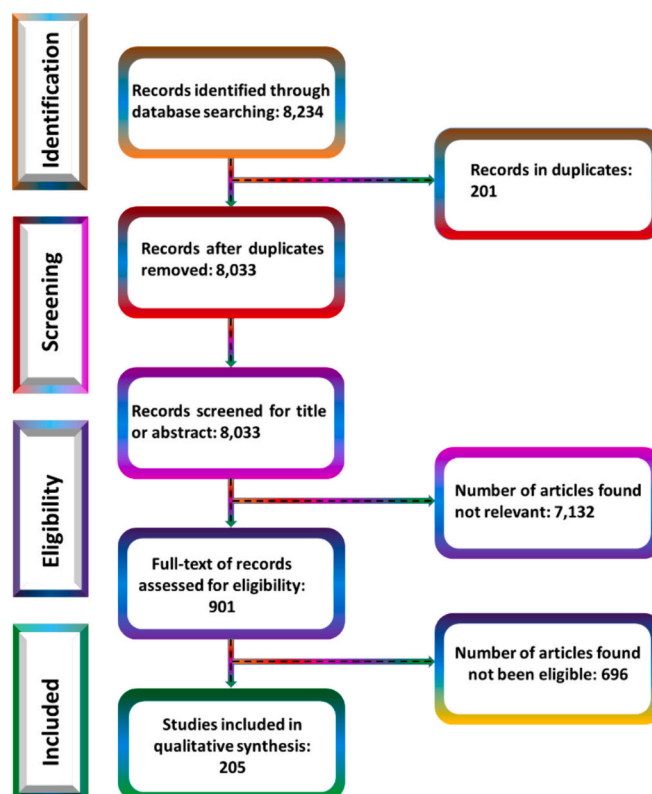 Identification
Records identified through
database searching: 8,234
Records in duplicates:
201
Screening
Records after duplicates
removed: 8,033
Records screened for title
or abstract: 8,033
Eligibility
Number of articles found
not relevant: 7,132
Full-text of records
assessed for eligibility:
901
Included
Number of articles found
not been eligible: 696
Studies included in
qualitative synthesis:
205